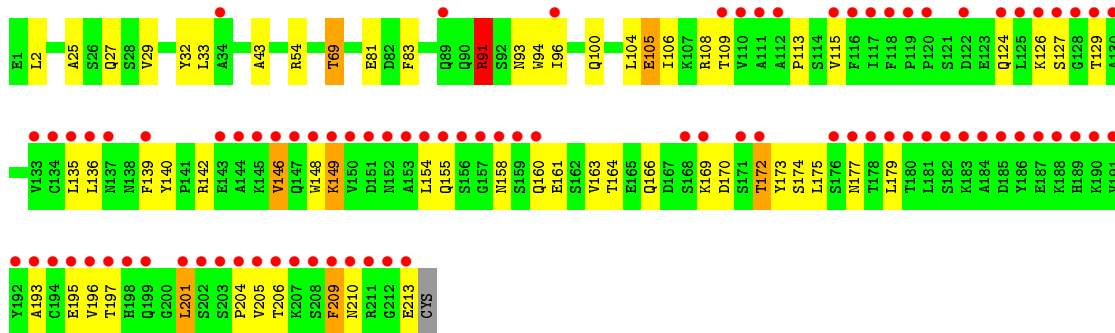 E1 L2 A25 S26 Q27 S28 V29 Y32 L33 A34 A43 R54 T69 E81 D82 F83 Q89 Q90 R91 S92 N93 W94 I96 Q100 L104 E105 I106 K107 R108 T109 V110 A111 A112 P113 S114 V115 F116 I117 F118 P119 P120 S121 D122 E123 Q124 L125 K126 S127 G128 T129
V133 C134 L135 L136 N137 N138 F139 Y140 P141 R142 E143 A144 K145 V146 Q147 W148 K149 V150 D151 N152 A153 L154 Q155 S156 G157 N158 S159 Q160 E161 S162 V163 T164 E165 Q166 D167 S168 K169 D170 S171 T172 Y173 S174 L175 S176 N177 T178 L179 T180 L181 S182 K183 A184 D185 Y186 E187 K188 H189 K190
Y192 A193 C194 E195 V196 T197 H198 Q199 G200 L201 S202 S203 P204 V205 T206 K207 S208 F209 N210 R211 G212 E213 CYS